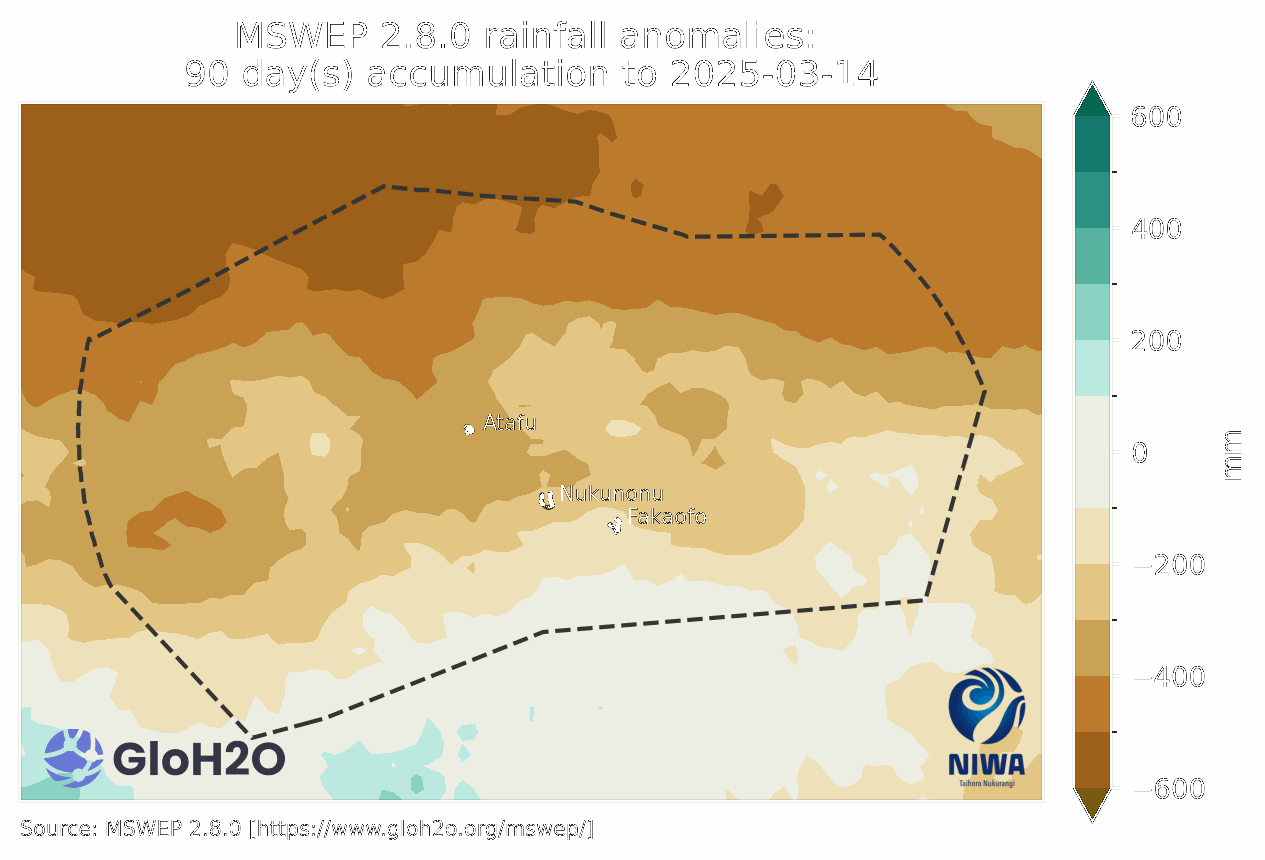 MSWEP 2.8.0 rainfall anomalies:
90 day(s) accumulation to 2025-03-14
600
400
200
0
−200
−400
−600
mm
Atafu
Nukunonu
Fakaofo
GloH2O
NIWA
Taihoro Nukurangi
Source: MSWEP 2.8.0 [https://www.gloh2o.org/mswep/]